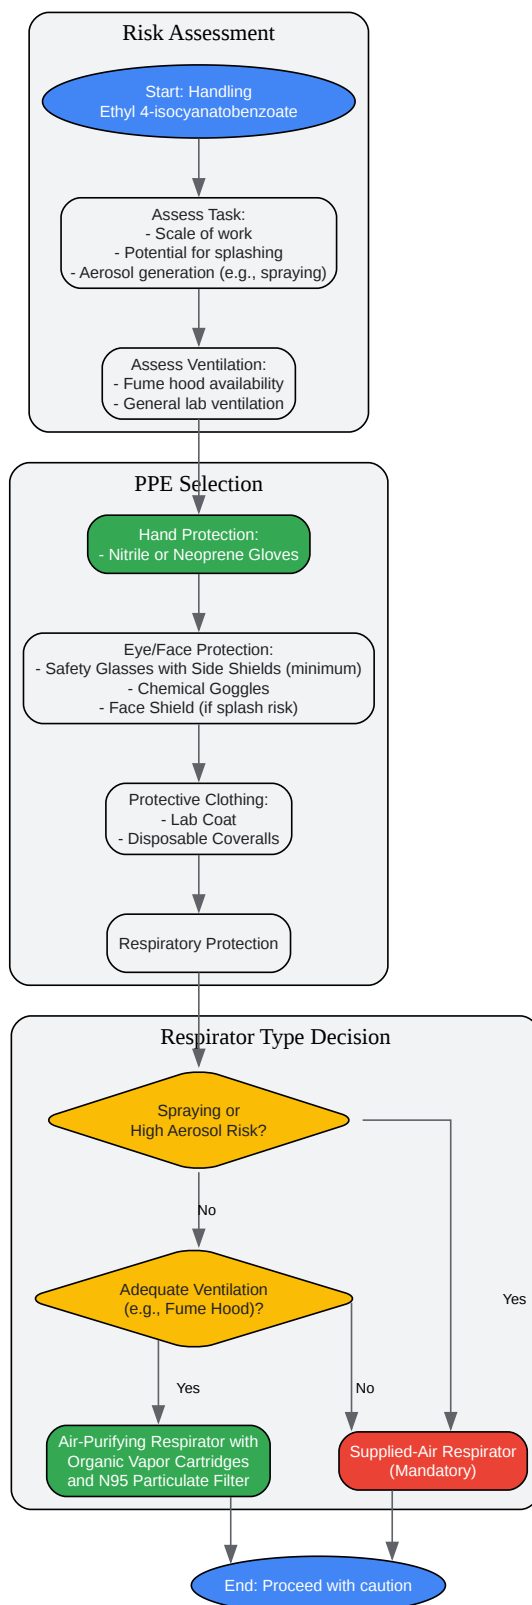 Risk Assessment
Start: Handling
Ethyl 4-isocyanatobenzoate
Assess Task:
- Scale of work
- Potential for splashing
- Aerosol generation (e.g., spraying)
Assess Ventilation:
- Fume hood availability
- General lab ventilation
PPE Selection
Hand Protection:
- Nitrile or Neoprene Gloves
Eye/Face Protection:
- Safety Glasses with Side Shields (minimum)
- Chemical Goggles
- Face Shield (if splash risk)
Protective Clothing:
- Lab Coat
- Disposable Coveralls
Respiratory Protection
Respirator Type Decision
Spraying or
High Aerosol Risk?
No
Adequate Ventilation
(e.g., Fume Hood)?
Yes
Yes
No
Air-Purifying Respirator with
Organic Vapor Cartridges
and N95 Particulate Filter
Supplied-Air Respirator
(Mandatory)
End: Proceed with caution